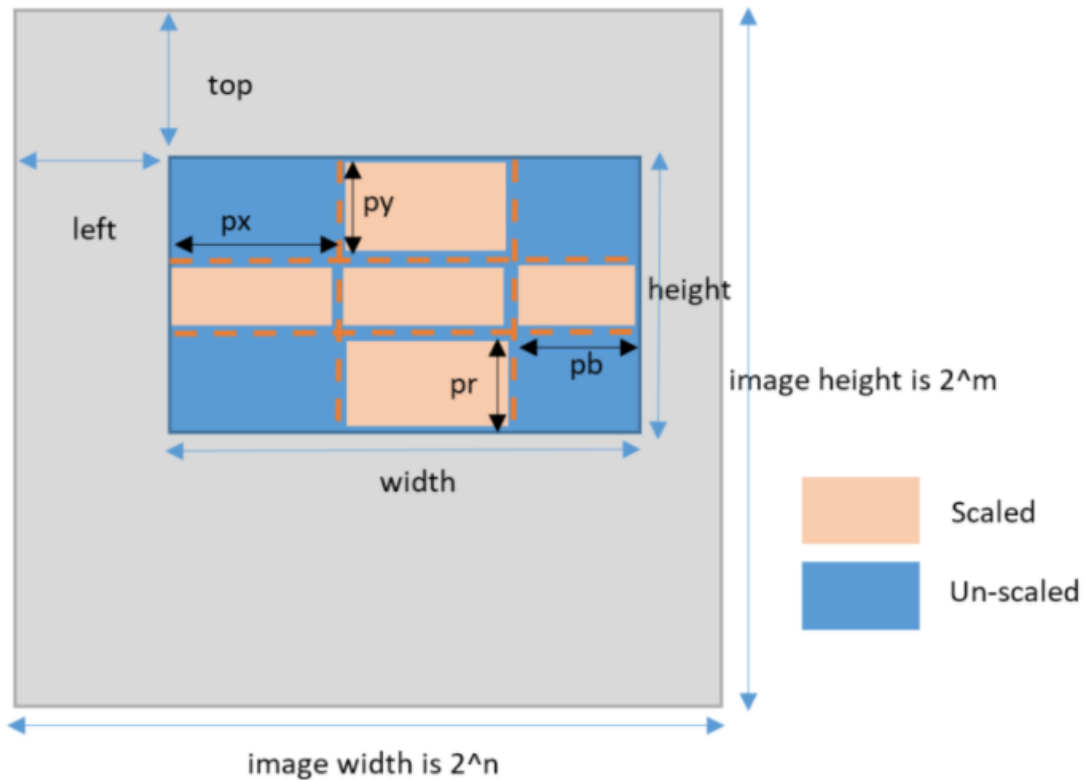 top
left
px
py
height
pr
pb
image height is 2^m
width
Scaled
Un-scaled
image width is 2^n